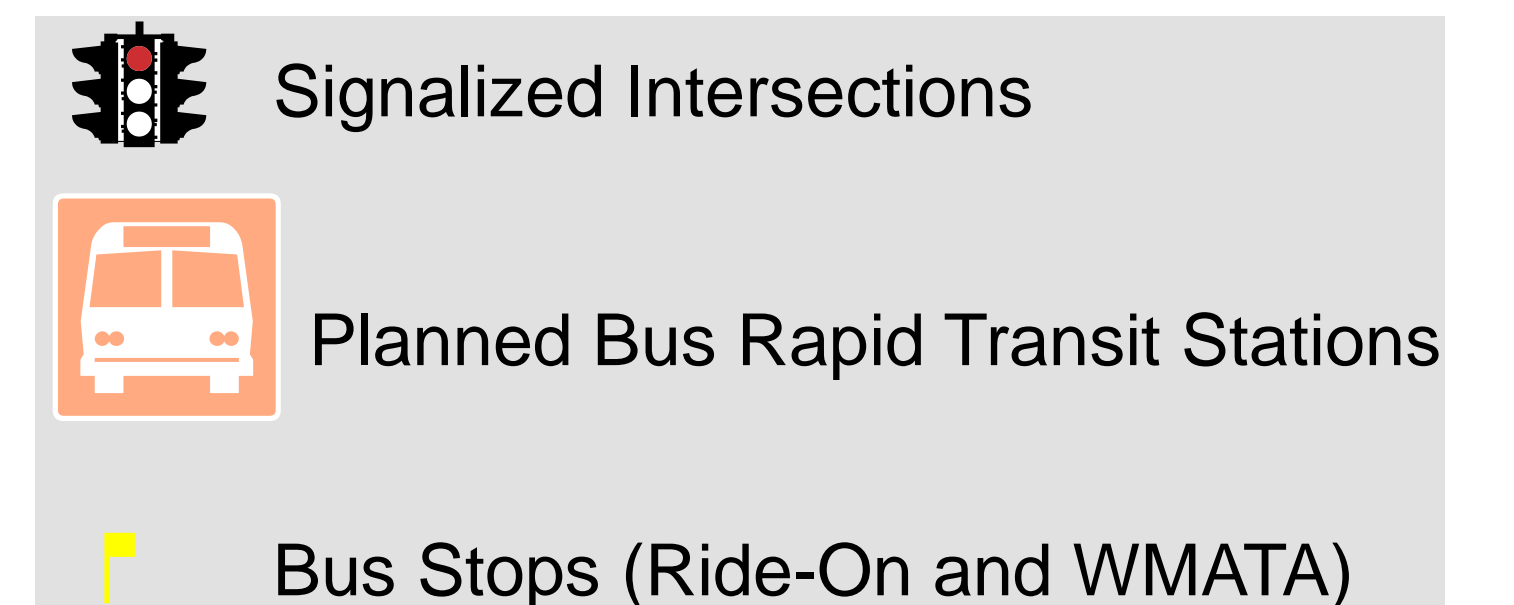 Signalized Intersections
Planned Bus Rapid Transit Stations
Bus Stops (Ride-On and WMATA)